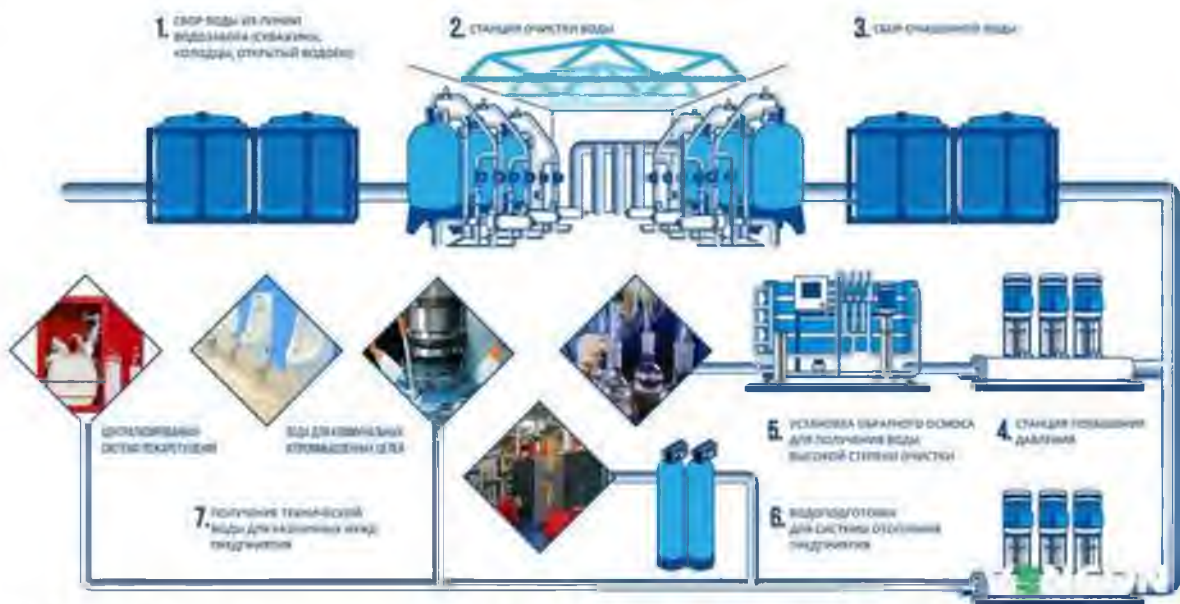 1. СБОР ВОДЫ ИЗ ЛИНИИ
ВОДОЗАБОРА (СКВАЖИНЫ,
КОЛОДЦЫ, ОТКРЫТЫЙ ВОДОЕМ)
2. СТАНЦИЯ ОЧИСТКИ ВОДЫ
3. СБОР ОЧИЩЕННОЙ ВОДЫ
ЦЕНТРАЛИЗОВАННАЯ
СИСТЕМА ПОЖАРОТУШЕНИЯ
ВОДА ДЛЯ КОММУНАЛЬНЫХ
И ПРОМЫШЛЕННЫХ ЦЕЛЕЙ
5. УСТАНОВКА ОБРАТНОГО ОСМОСА
ДЛЯ ПОЛУЧЕНИЯ ВОДЫ
ВЫСОКОЙ СТЕПЕНИ ОЧИСТКИ
4. СТАНЦИЯ ПОВЫШЕНИЯ
ДАВЛЕНИЯ
7. ПОЛУЧЕНИЕ ТЕХНИЧЕСКОЙ
ВОДЫ ДЛЯ РАЗЛИЧНЫХ НУЖД
ПРЕДПРИЯТИЯ
6. ВОДОПОДГОТОВКА
ДЛЯ СИСТЕМЫ ОТОПЛЕНИЯ
ПРЕДПРИЯТИЯ